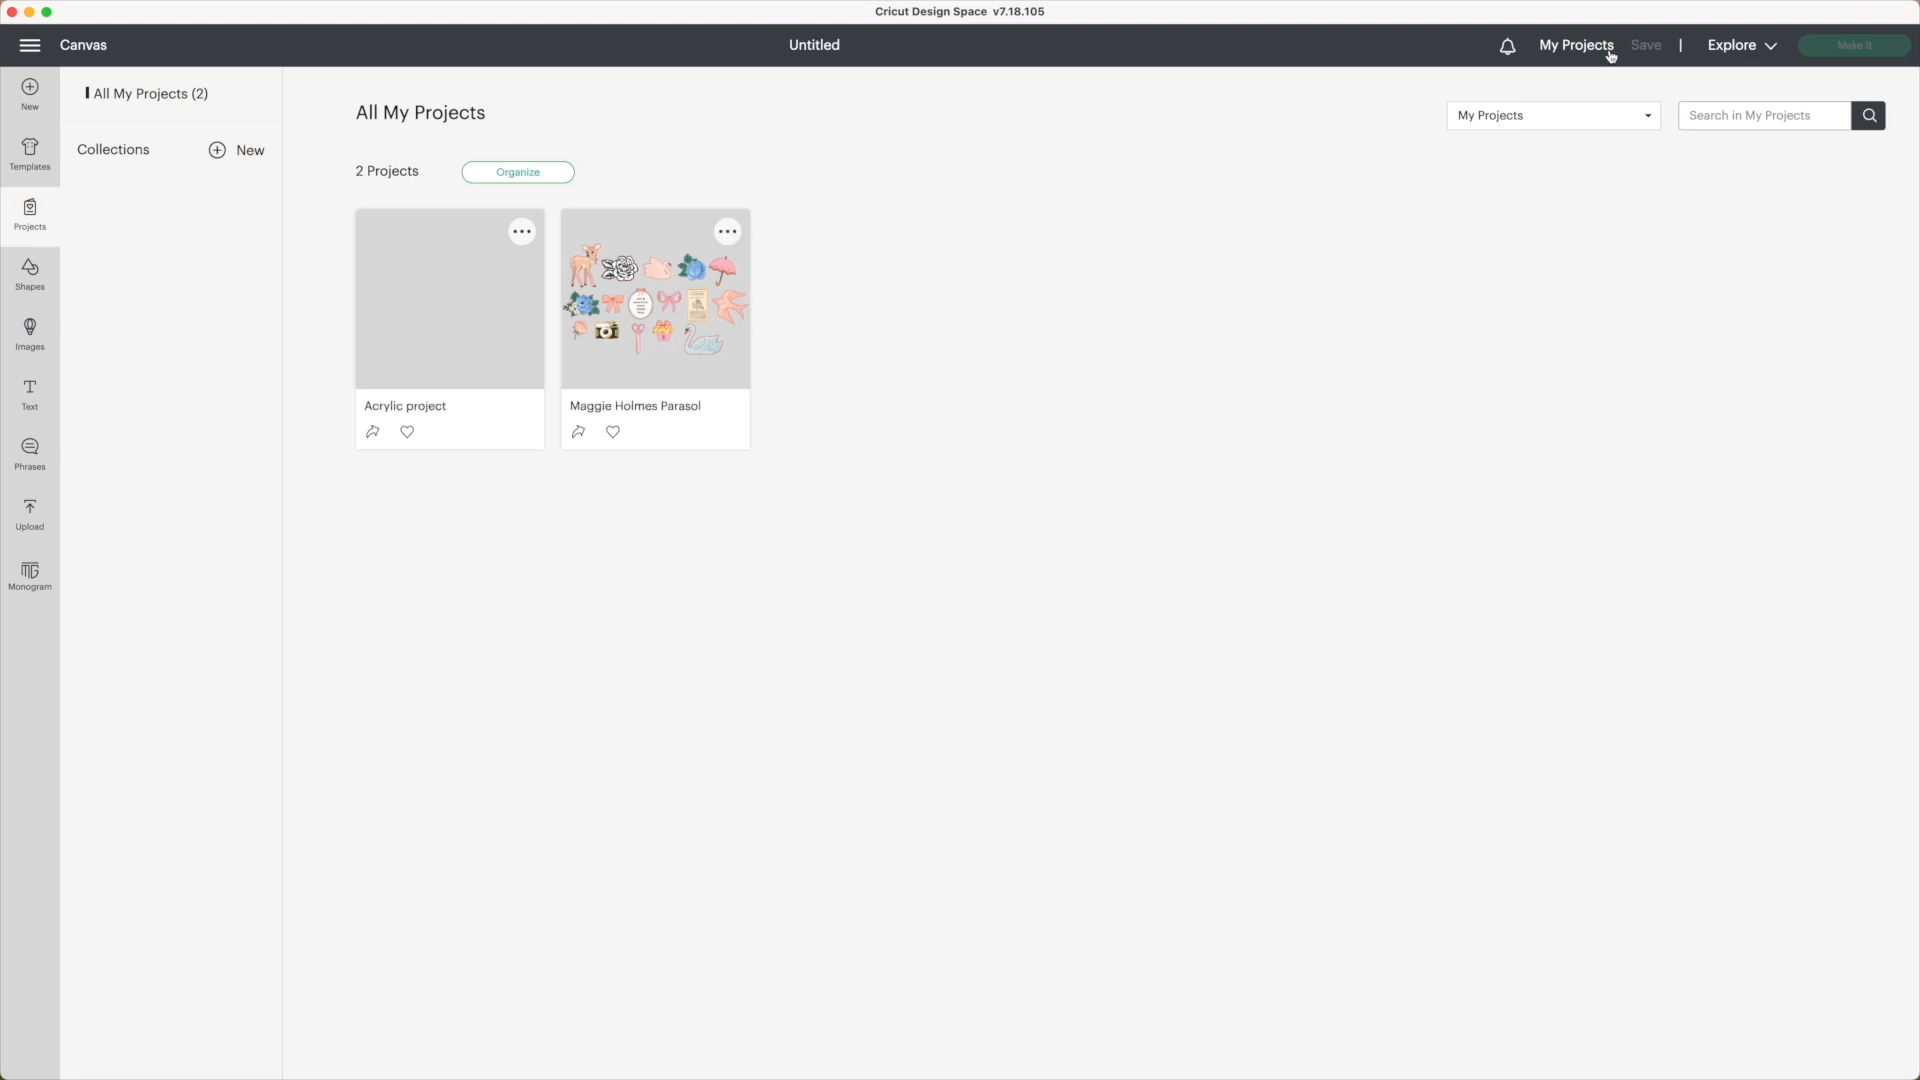 Cricut Design Space v7.18.105
Canvas
Untitled
My Projects
Save
|
Explore
Make It
New
Templates
Projects
Shapes
Images
Text
Phrases
Upload
Monogram
All My Projects (2)
Collections
New
All My Projects
My Projects
Search in My Projects
2 Projects
Organize
Acrylic project
Maggie Holmes Parasol